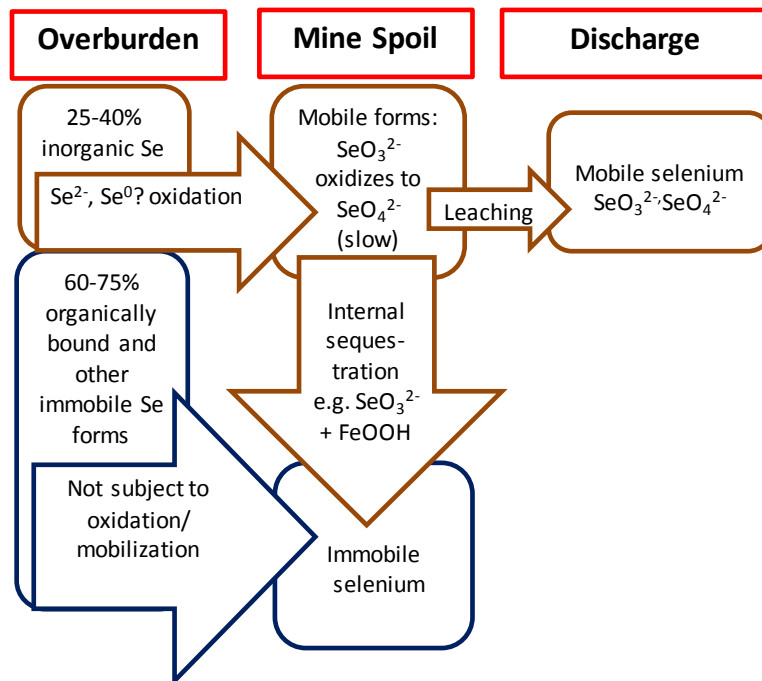 Overburden
Mine Spoil
Discharge
25-40%
inorganic Se
Se²⁻, Se⁰? oxidation
Mobile forms:
SeO₃²⁻
oxidizes to
SeO₄²⁻
(slow)
Leaching
Mobile selenium
SeO₃²⁻,SeO₄²⁻
60-75%
organically
bound and
other
immobile Se
forms
Internal
seques-
tration
e.g. SeO₃²⁻
+ FeOOH
Not subject to
oxidation/
mobilization
Immobile
selenium